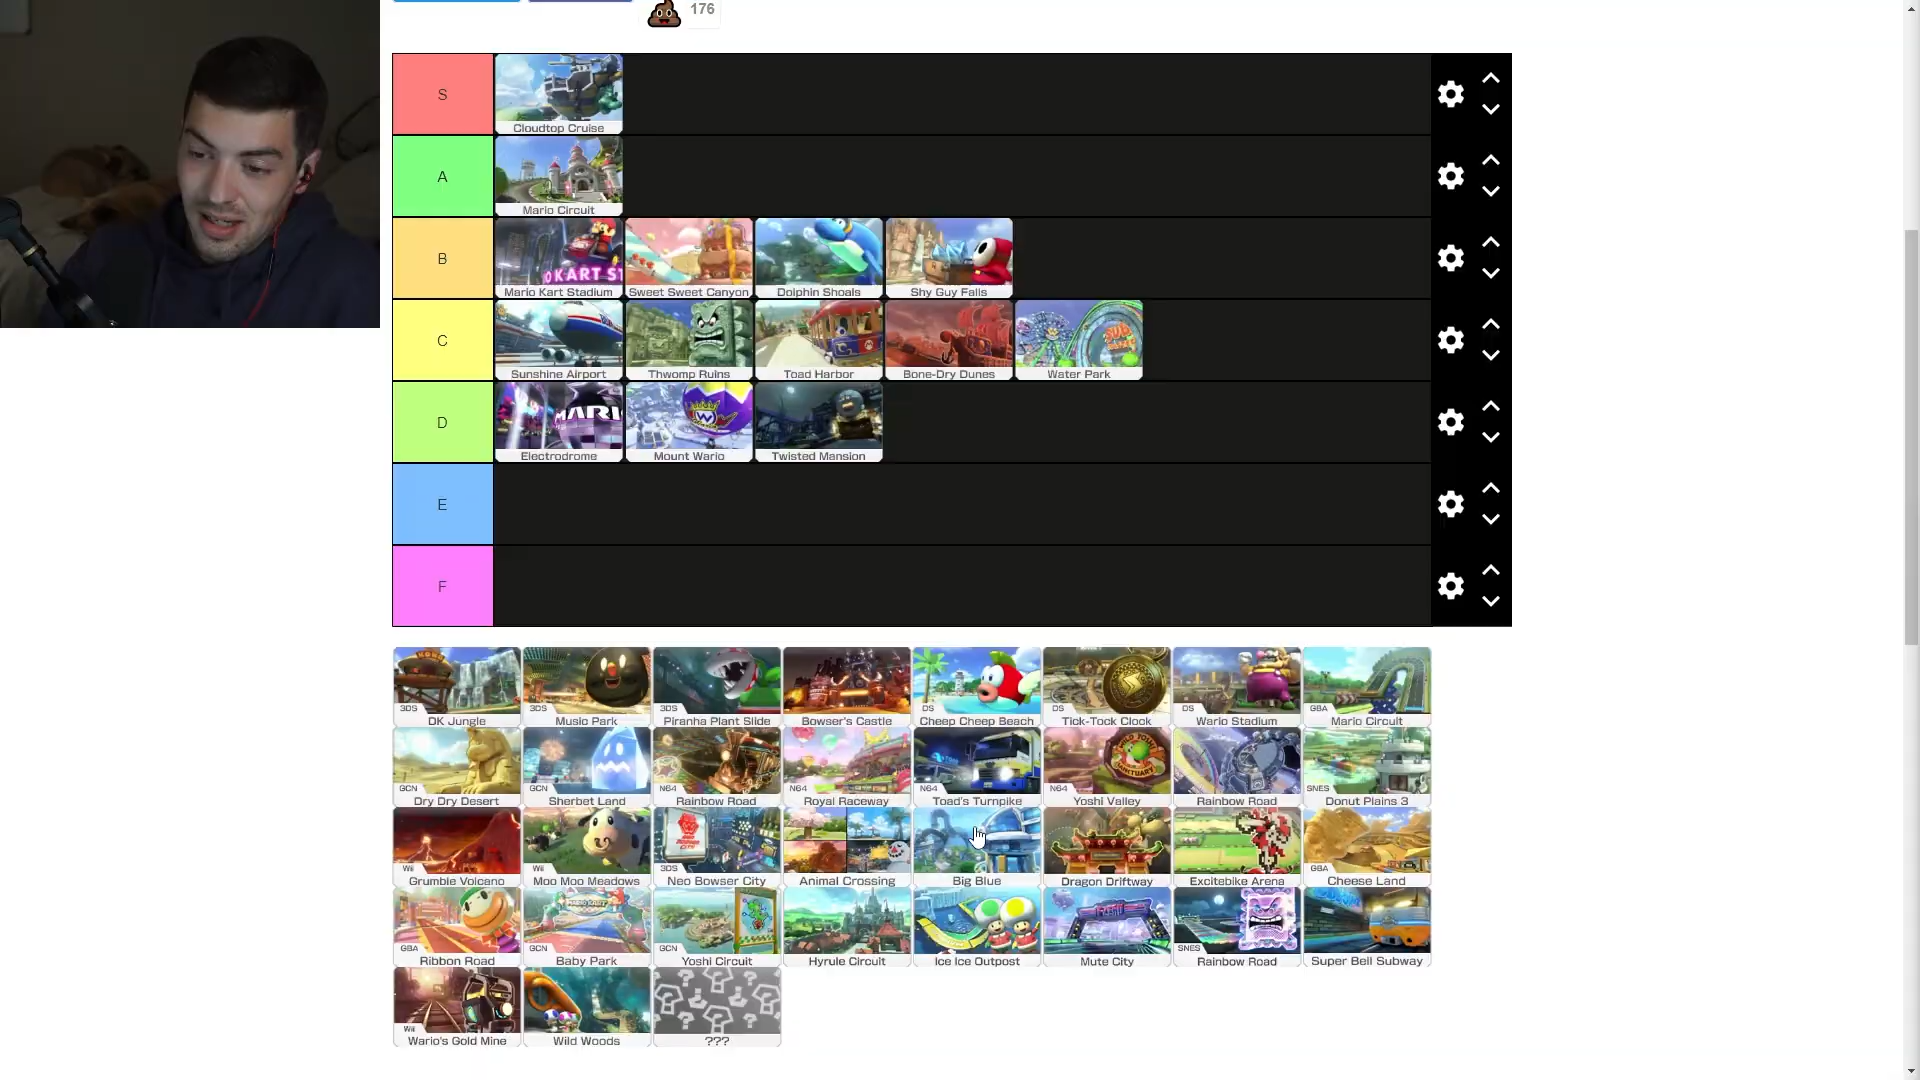 176
S
Cloudtop Cruise
A
Mario Circuit
B
O KART ST
Mario Kart Stadium
Sweet Sweet Canyon
Dolphin Shoals
Shy Guy Falls
C
Sunshine Airport
Thwomp Ruins
Toad Harbor
Bone-Dry Dunes
Water Park
D
MARI
Electrodrome
Mount Wario
Twisted Mansion
E
F
3DS
DK Jungle
3DS
Music Park
3DS
Piranha Plant Slide
Bowser's Castle
DS
Cheep Cheep Beach
DS
Tick-Tock Clock
DS
Wario Stadium
GBA
Mario Circuit
GCN
Dry Dry Desert
GCN
Sherbet Land
N64
Rainbow Road
N64
Royal Raceway
N64
Toad's Turnpike
N64
Yoshi Valley
Rainbow Road
SNES
Donut Plains 3
Wii
Grumble Volcano
Wii
Moo Moo Meadows
3DS
Neo Bowser City
Animal Crossing
Big Blue
Dragon Driftway
Excitebike Arena
GBA
Cheese Land
GBA
Ribbon Road
GCN
Baby Park
GCN
Yoshi Circuit
Hyrule Circuit
Ice Ice Outpost
Mute City
SNES
Rainbow Road
Super Bell Subway
Wii
Wario's Gold Mine
Wild Woods
???